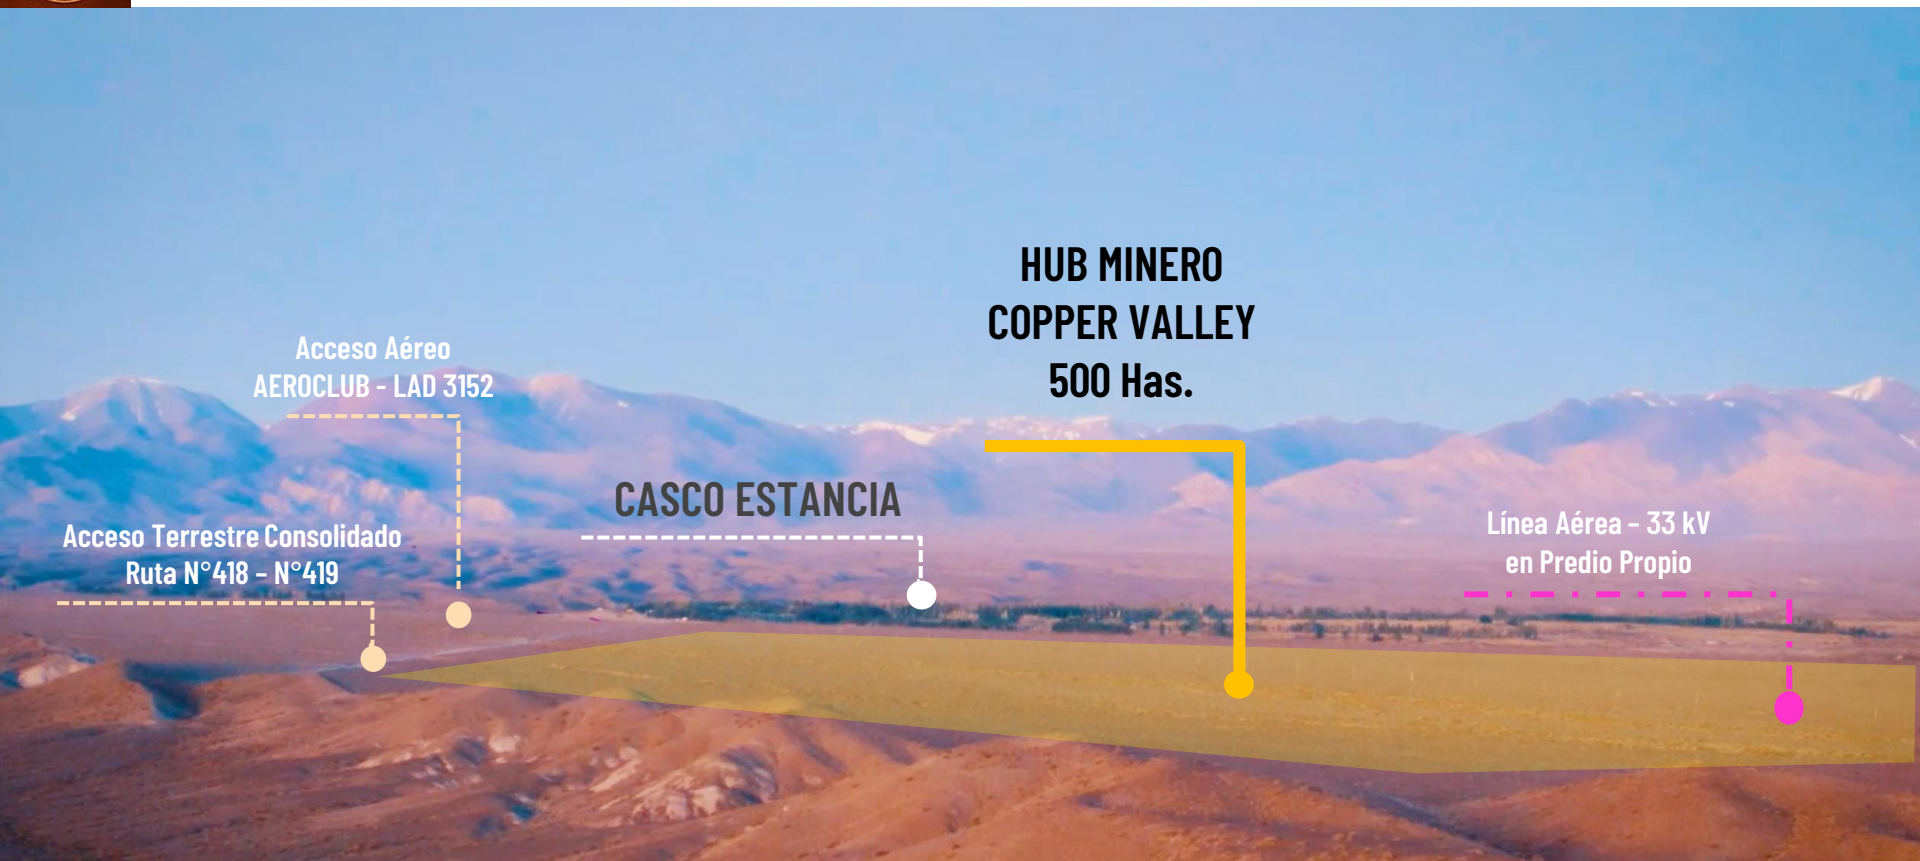 HUB MINERO
COPPER VALLEY
500 Has.
Acceso Aéreo
AEROCLUB - LAD 3152
CASCO ESTANCIA
Acceso Terrestre Consolidado
Ruta N°418 – N°419
Línea Aérea – 33 kV
en Predio Propio